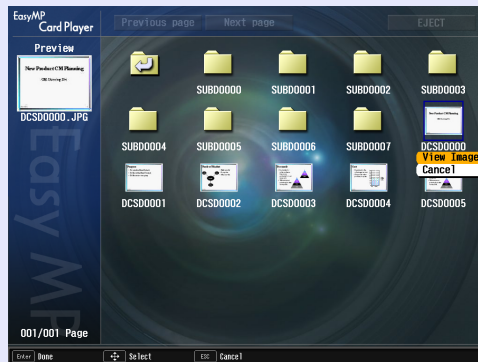 EasyMP
Card Player
Previous page
Next page
EJECT
Preview
New Product CM Planning
DCSD0000.JPG
SUBD0000
SUBD0001
SUBD0002
SUBD0003
SUBD0004
SUBD0005
SUBD0006
SUBD0007
DCSD0000
View Image
Cancel
DCSD0001
DCSD0002
DCSD0003
DCSD0004
DCSD0005
Easy MP
001/001 Page
Enter Done
Select
ESC Cancel